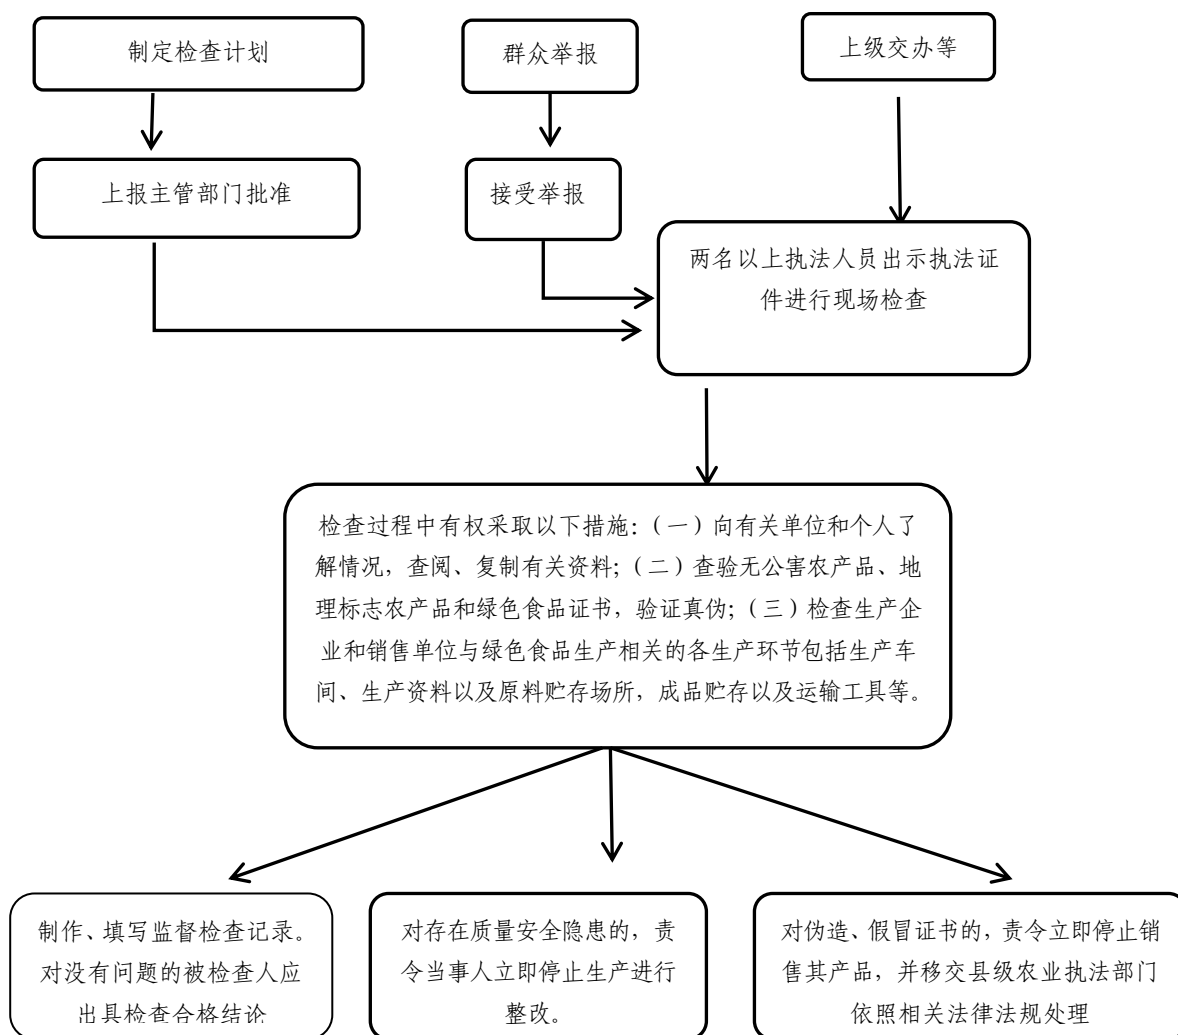 制定检查计划
群众举报
上级交办等
上报主管部门批准
接受举报
两名以上执法人员出示执法证
件进行现场检查
检查过程中有权采取以下措施：（一）向有关单位和个人了
解情况，查阅、复制有关资料；（二）查验无公害农产品、地
理标志农产品和绿色食品证书，验证真伪；（三）检查生产企
业和销售单位与绿色食品生产相关的各生产环节包括生产车
间、生产资料以及原料贮存场所，成品贮存以及运输工具等。
制作、填写监督检查记录。
对没有问题的被检查人应
出具检查合格结论
对存在质量安全隐患的，责
令当事人立即停止生产进行
整改。
对伪造、假冒证书的，责令立即停止销
售其产品，并移交县级农业执法部门
依照相关法律法规处理